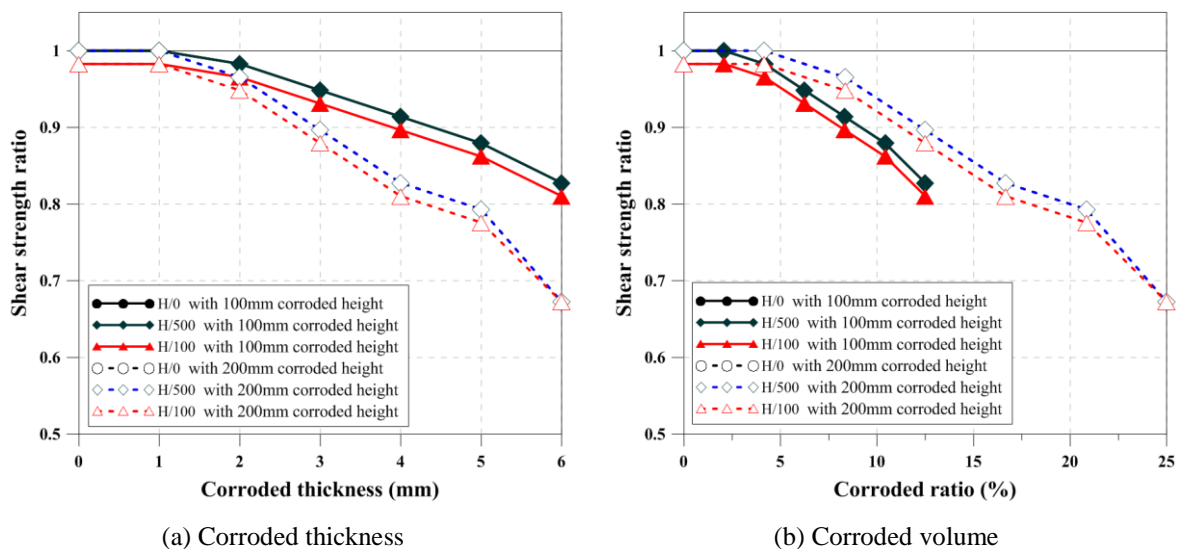 1
0.9
0.8
0.7
0.6
0.5
Shear strength ratio
H/0 with 100mm corroded height
H/500 with 100mm corroded height
H/100 with 100mm corroded height
H/0 with 200mm corroded height
H/500 with 200mm corroded height
H/100 with 200mm corroded height
0 1 2 3 4 5 6
Corroded thickness (mm)
(a) Corroded thickness
1
0.9
0.8
0.7
0.6
0.5
Shear strength ratio
H/0 with 100mm corroded height
H/500 with 100mm corroded height
H/100 with 100mm corroded height
H/0 with 200mm corroded height
H/500 with 200mm corroded height
H/100 with 200mm corroded height
0 5 10 15 20 25
Corroded ratio (%)
(b) Corroded volume